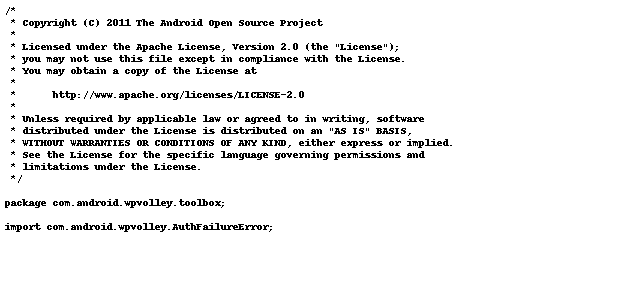 /*
 * Copyright (C) 2011 The Android Open Source Project
 *
 * Licensed under the Apache License, Version 2.0 (the "License");
 * you may not use this file except in compliance with the License.
 * You may obtain a copy of the License at
 *
 *      http://www.apache.org/licenses/LICENSE-2.0
 *
 * Unless required by applicable law or agreed to in writing, software
 * distributed under the License is distributed on an "AS IS" BASIS,
 * WITHOUT WARRANTIES OR CONDITIONS OF ANY KIND, either express or implied.
 * See the License for the specific language governing permissions and
 * limitations under the License.
 */

package com.android.wpvolley.toolbox;

import com.android.wpvolley.AuthFailureError;